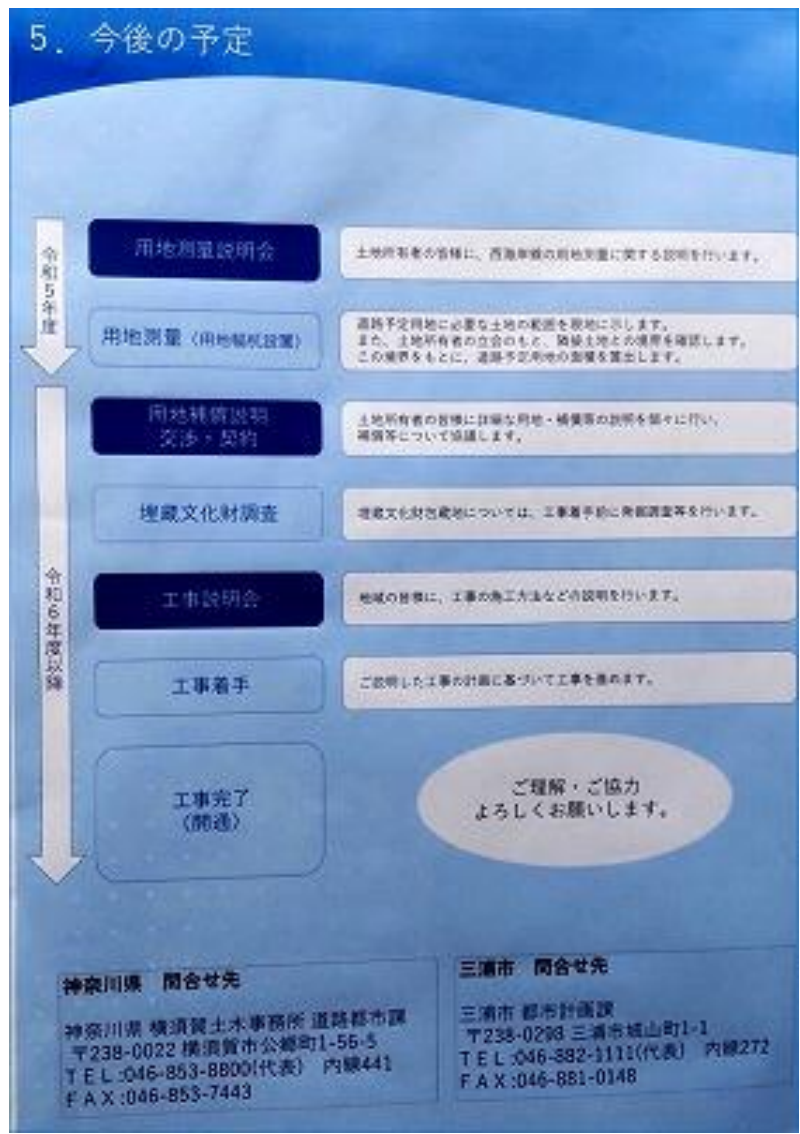 5．今後の予定
令和5年度
用地測量説明会
土地所有者の皆様に、西海岸線の用地測量に関する説明を行います。
用地測量（用地幅杭設置）
道路予定用地に必要な土地の範囲を現地に示します。
また、土地所有者の立会のもと、隣接土地との境界を確認します。
この境界をもとに、道路予定用地の面積を算出します。
令和6年度以降
用地補償説明
交渉・契約
土地所有者の皆様に詳細な用地・補償等の説明を個々に行い、
補償等について協議します。
埋蔵文化財調査
埋蔵文化財包蔵地については、工事着手前に発掘調査等を行います。
工事説明会
地域の皆様に、工事の施工方法などの説明を行います。
工事着手
ご説明した工事の計画に基づいて工事を進めます。
工事完了
（開通）
ご理解・ご協力
よろしくお願いします。
神奈川県　問合せ先
神奈川県 横須賀土木事務所 道路都市課
〒238-0022 横須賀市公郷町1-56-5
TEL:046-853-8800(代表)　内線441
FAX:046-853-7443
三浦市　問合せ先
三浦市 都市計画課
〒238-0298 三浦市城山町1-1
TEL:046-882-1111(代表)　内線272
FAX:046-881-0148